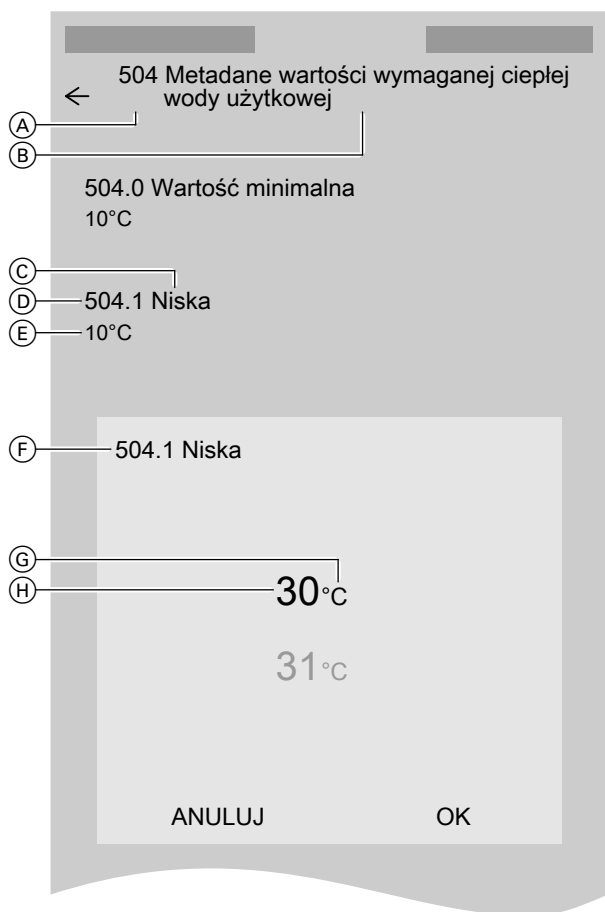 504 Metadane wartości wymaganej ciepłej
wody użytkowej
A
B
504.0 Wartość minimalna
10°C
C
D 504.1 Niska
E 10°C
F 504.1 Niska
G
H 30°C
31°C
ANULUJ OK